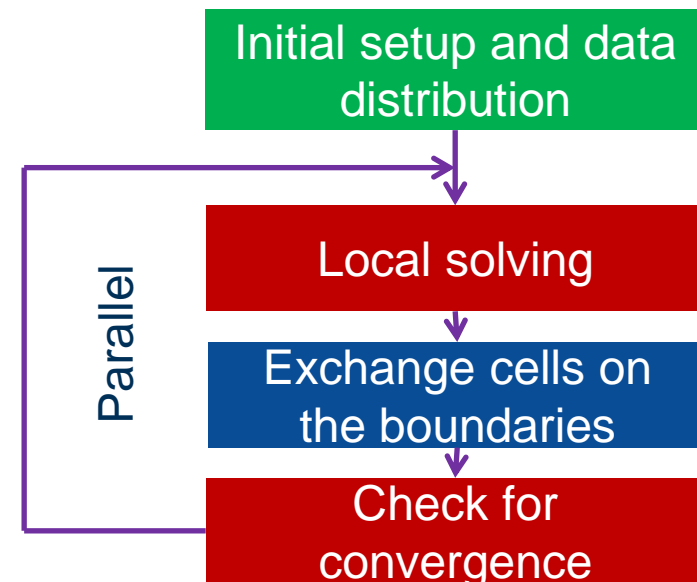 Initial setup and data
distribution
Local solving
Parallel
Exchange cells on
the boundaries
Check for
convergence